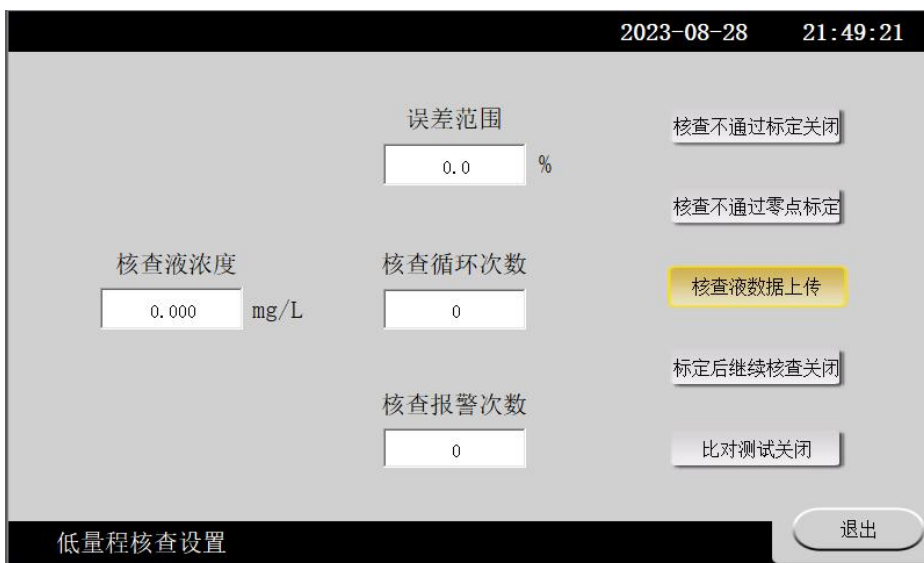 2023-08-28 21:49:21
误差范围
0.0 %
核查不通过标定关闭
核查不通过零点标定
核查液浓度
0.000 mg/L
核查循环次数
0
核查液数据上传
标定后继续核查关闭
核查报警次数
0
比对测试关闭
低量程核查设置
退出